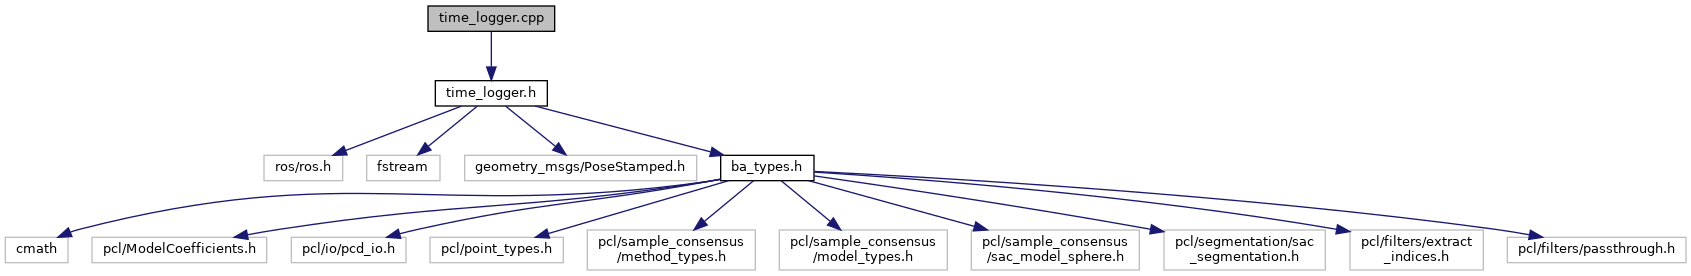 time_logger.cpp
time_logger.h
ros/ros.h
fstream
geometry_msgs/PoseStamped.h
ba_types.h
cmath
pcl/ModelCoefficients.h
pcl/io/pcd_io.h
pcl/point_types.h
pcl/sample_consensus
/method_types.h
pcl/sample_consensus
/model_types.h
pcl/sample_consensus
/sac_model_sphere.h
pcl/segmentation/sac
_segmentation.h
pcl/filters/extract
_indices.h
pcl/filters/passthrough.h